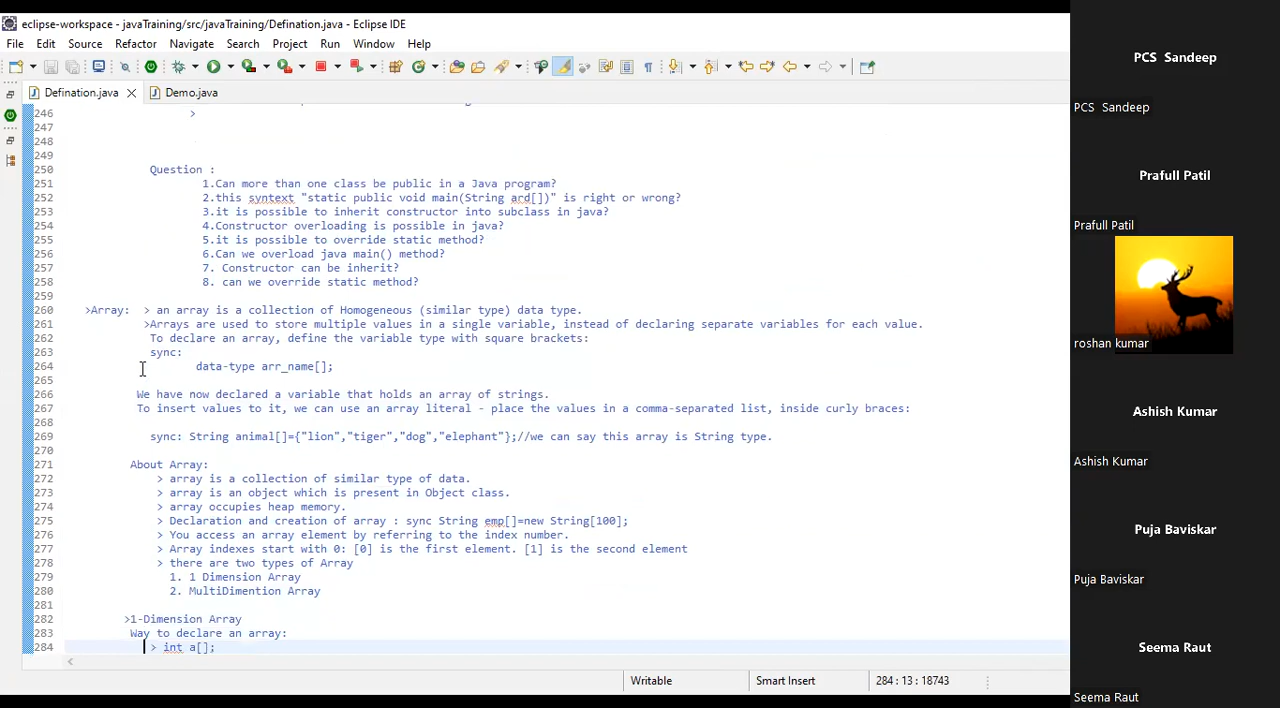 eclipse-workspace - javaTraining/src/javaTraining/Defination.java - Eclipse IDE
File Edit Source Refactor Navigate Search Project Run Window Help
Defination.java Demo.java
246 >
247
248
249
250 Question :
251 1.Can more than one class be public in a Java program?
252 2.this syntext "static public void main(String ard[])" is right or wrong?
253 3.it is possible to inherit constructor into subclass in java?
254 4.Constructor overloading is possible in java?
255 5.it is possible to override static method?
256 6.Can we overload java main() method?
257 7. Constructor can be inherit?
258 8. can we override static method?
259
260 >Array: > an array is a collection of Homogeneous (similar type) data type.
261 >Arrays are used to store multiple values in a single variable, instead of declaring separate variables for each value.
262 To declare an array, define the variable type with square brackets:
263 sync:
264 data-type arr_name[];
265
266 We have now declared a variable that holds an array of strings.
267 To insert values to it, we can use an array literal - place the values in a comma-separated list, inside curly braces:
268
269 sync: String animal[]={"lion","tiger","dog","elephant"};//we can say this array is String type.
270
271 About Array:
272 > array is a collection of similar type of data.
273 > array is an object which is present in Object class.
274 > array occupies heap memory.
275 > Declaration and creation of array : sync String emp[]=new String[100];
276 > You access an array element by referring to the index number.
277 > Array indexes start with 0: [0] is the first element. [1] is the second element
278 > there are two types of Array
279 1. 1 Dimension Array
280 2. MultiDimention Array
281
282 >1-Dimension Array
283 Way to declare an array:
284 > int a[];
Writable Smart Insert 284 : 13 : 18743
PCS Sandeep
PCS Sandeep
Prafull Patil
Prafull Patil
roshan kumar
Ashish Kumar
Ashish Kumar
Puja Baviskar
Puja Baviskar
Seema Raut
Seema Raut